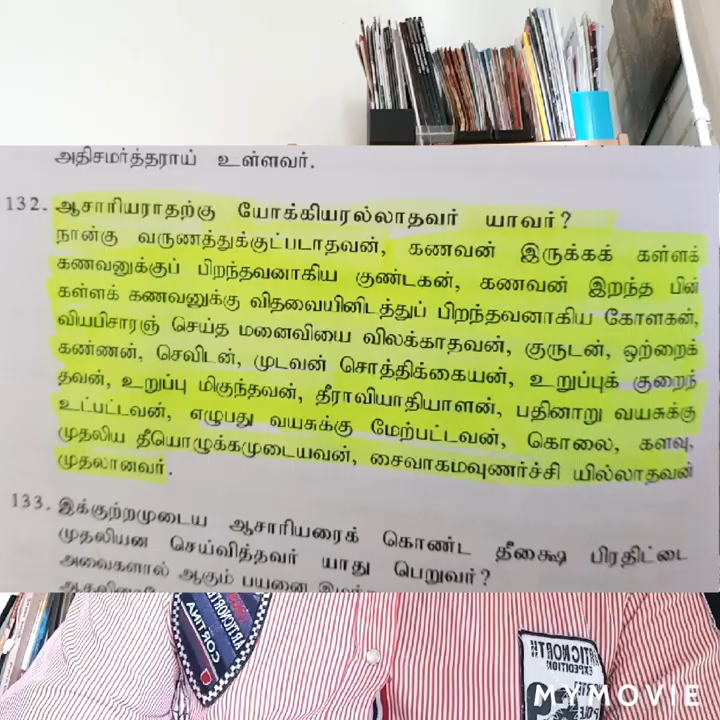 அதிசமர்த்தராய் உள்ளவர்.
132. ஆசாரியராதற்கு யோக்கியரல்லாதவர் யாவர்?
நான்கு வருணத்துக்குட்படாதவன், கணவன் இருக்கக் கள்ளக்
கணவனுக்குப் பிறந்தவனாகிய குண்டகன், கணவன் இறந்த பின்
கள்ளக் கணவனுக்கு விதவையினிடத்துப் பிறந்தவனாகிய கோளகன்,
வியபிசாரஞ் செய்த மனைவியை விலக்காதவன், குருடன், ஒற்றைக்
கண்ணன், செவிடன், முடவன் சொத்திக்கையன், உறுப்புக் குறைந்
தவன், உறுப்பு மிகுந்தவன், தீராவியாதியாளன், பதினாறு வயசுக்கு
உட்பட்டவன், எழுபது வயசுக்கு மேற்பட்டவன், கொலை, களவு,
முதலிய தீயொழுக்கமுடையவன், சைவாகமவுணர்ச்சி யில்லாதவன்
முதலானவர்.
133. இக்குற்றமுடைய ஆசாரியரைக் கொண்ட தீக்ஷை பிரதிட்டை
முதலியன செய்வித்தவர் யாது பெறுவர்?
அவைகளால் ஆகும் பயனை
CORTINA
ARTICNORTH
EXPEDITION
MYMOVIE